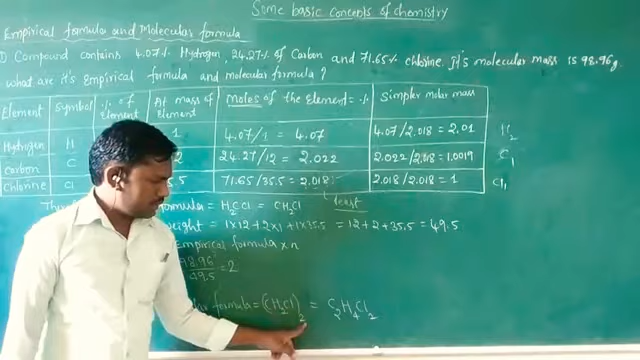 Some basic concepts of chemistry
Empirical formula and Molecular formula
1) Compound contains 4.07% Hydrogen, 24.27% of Carbon and 71.65% chlorine. It's molecular mass is 98.96g.
what are it's empirical formula and molecular formula?
Element Symbol % of Element At mass of Element Moles of the Element = % Simpler molar mass
Hydrogen H 1 4.07/1 = 4.07 4.07/2.018 = 2.01 H2
Carbon C 2 24.27/12 = 2.022 2.022/2.018 = 1.0019 C1
Chlorine Cl 5.5 71.65/35.5 = 2.018 2.018/2.018 = 1 Cl1
formula = H2CCl = CH2Cl least
weight = 1×12+2×1+1×35.5 = 12+2+35.5 = 49.5
Empirical formula × n
98.96/49.5 = 2
formula = (CH2Cl)2 = C2H4Cl2